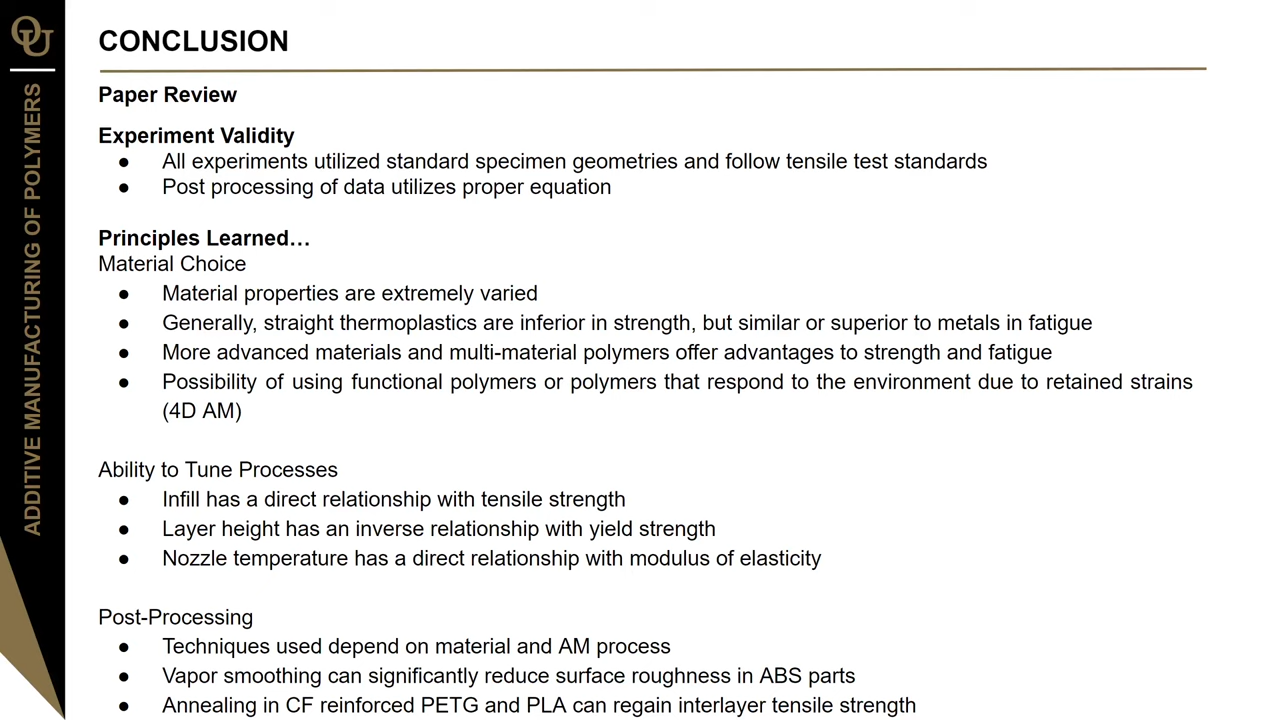 OU
ADDITIVE MANUFACTURING OF POLYMERS
CONCLUSION
Paper Review
Experiment Validity
● All experiments utilized standard specimen geometries and follow tensile test standards
● Post processing of data utilizes proper equation
Principles Learned…
Material Choice
● Material properties are extremely varied
● Generally, straight thermoplastics are inferior in strength, but similar or superior to metals in fatigue
● More advanced materials and multi-material polymers offer advantages to strength and fatigue
● Possibility of using functional polymers or polymers that respond to the environment due to retained strains
(4D AM)
Ability to Tune Processes
● Infill has a direct relationship with tensile strength
● Layer height has an inverse relationship with yield strength
● Nozzle temperature has a direct relationship with modulus of elasticity
Post-Processing
● Techniques used depend on material and AM process
● Vapor smoothing can significantly reduce surface roughness in ABS parts
● Annealing in CF reinforced PETG and PLA can regain interlayer tensile strength